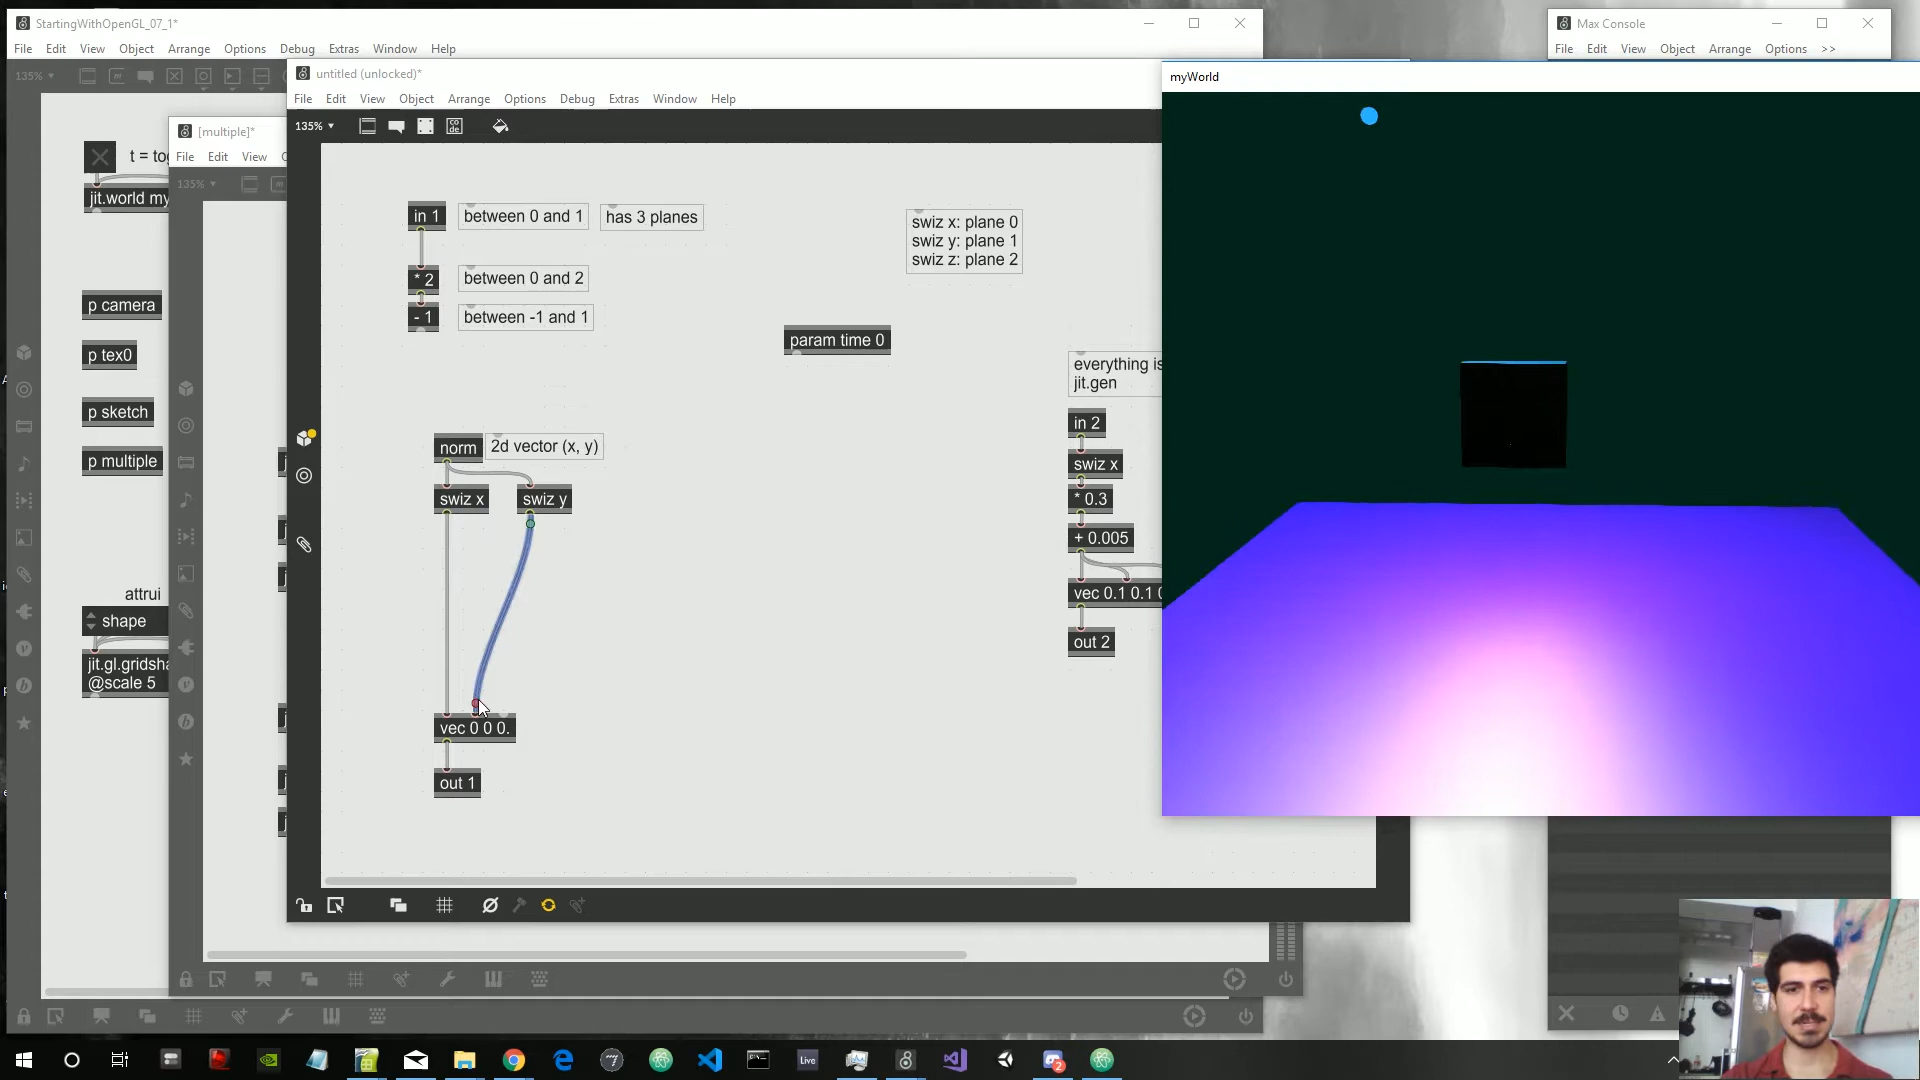 StartingWithOpenGL_07_1*
File Edit View Object Arrange Options Debug Extras Window Help
135%
t = tog
jit.world my
p camera
p tex0
p sketch
p multiple
attrui
shape
jit.gl.gridsha
@scale 5
[multiple]*
File Edit View
135%
untitled (unlocked)*
File Edit View Object Arrange Options Debug Extras Window Help
135%
in 1
between 0 and 1
has 3 planes
* 2
between 0 and 2
- 1
between -1 and 1
swiz x: plane 0
swiz y: plane 1
swiz z: plane 2
param time 0
norm
2d vector (x, y)
swiz x
swiz y
vec 0 0 0.
out 1
everything is
jit.gen
in 2
swiz x
* 0.3
+ 0.005
vec 0.1 0.1 0
out 2
myWorld
Max Console
File Edit View Object Arrange Options >>
Live
2